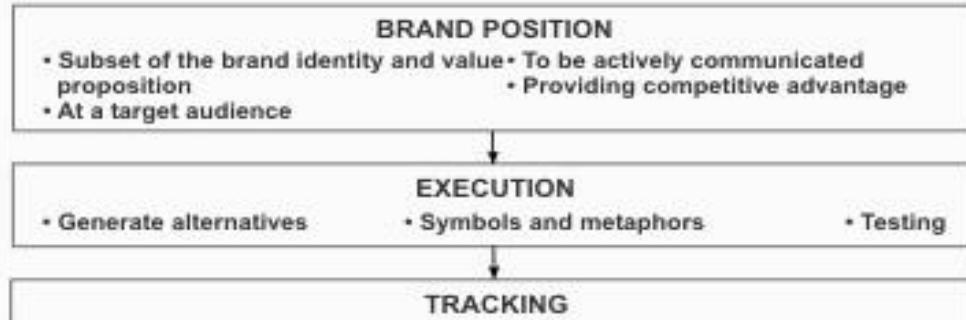 BRAND POSITION
• Subset of the brand identity and value
proposition
• At a target audience
• To be actively communicated
• Providing competitive advantage
EXECUTION
• Generate alternatives
• Symbols and metaphors
• Testing
TRACKING